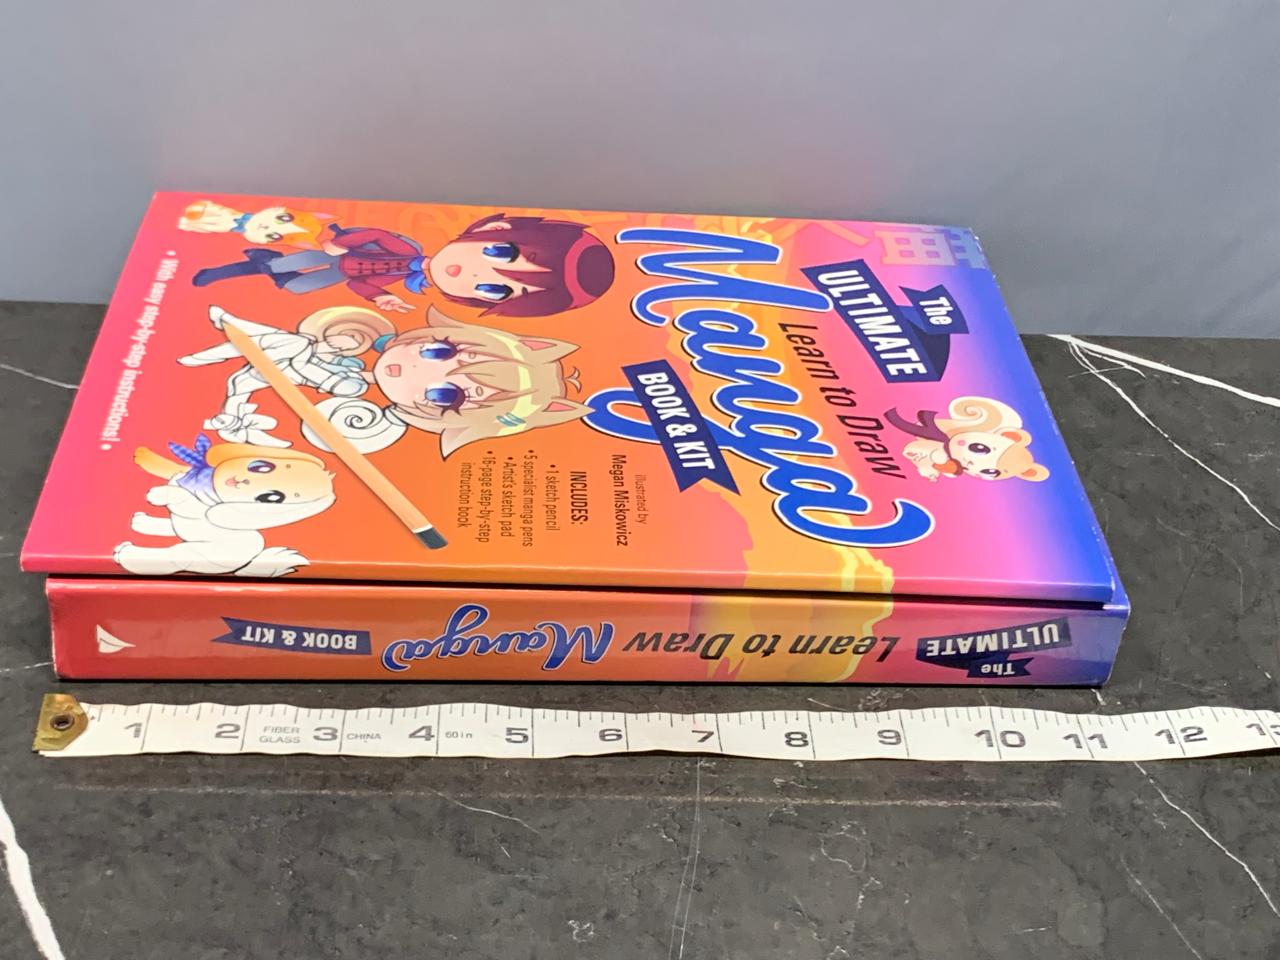 The
ULTIMATE
Learn to Draw
Manga
BOOK & KIT
illustrated by
Megan Miskowicz
INCLUDES:
• 1 sketch pencil
• 5 specialist manga pens
• Artist's sketch pad
• 16-page step-by-step
instruction book
• With easy step-by-step instructions! •
The
ULTIMATE
Learn to Draw
Manga
BOOK & KIT
1 2 FIBER GLASS 3 CHINA 4 60in 5 6 7 8 9 10 11 12